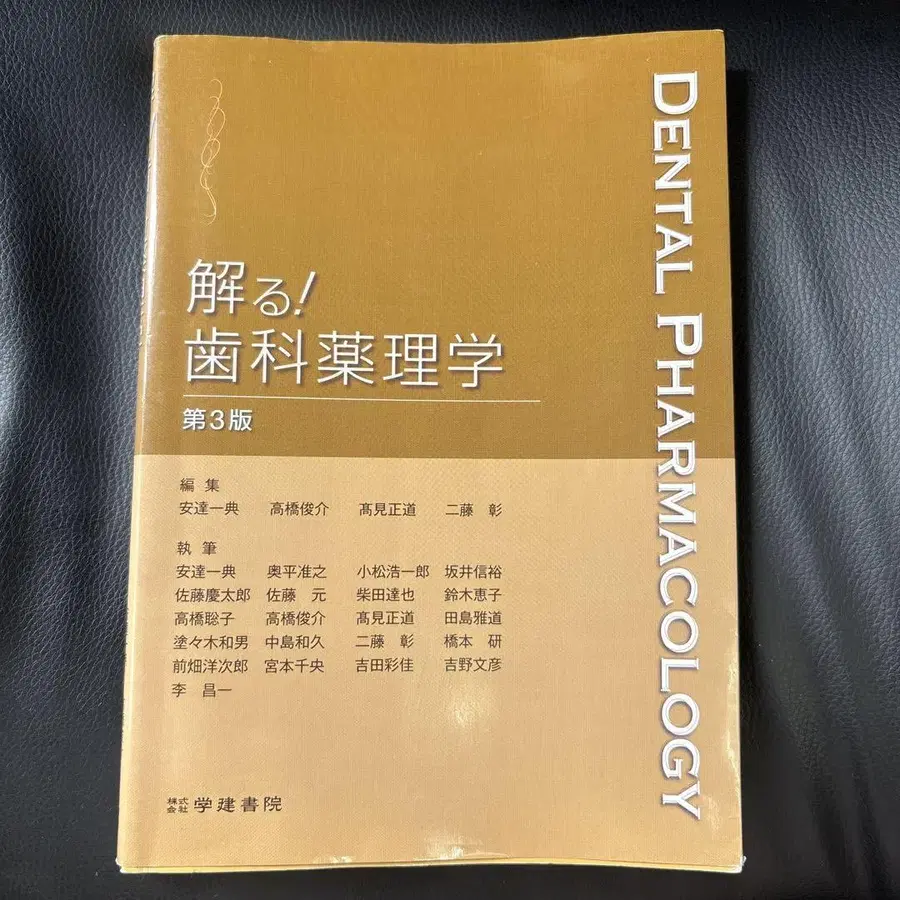 DENTAL PHARMACOLOGY
解る!
歯科薬理学
第3版
編集
安達一典 高橋俊介 髙見正道 二藤 彰
執筆
安達一典 奥平准之 小松浩一郎 坂井信裕
佐藤慶太郎 佐藤 元 柴田達也 鈴木恵子
高橋聡子 高橋俊介 髙見正道 田島雅道
塗々木和男 中島和久 二藤 彰 橋本 研
前畑洋次郎 宮本千央 吉田彩佳 吉野文彦
李 昌一
株式会社 学建書院